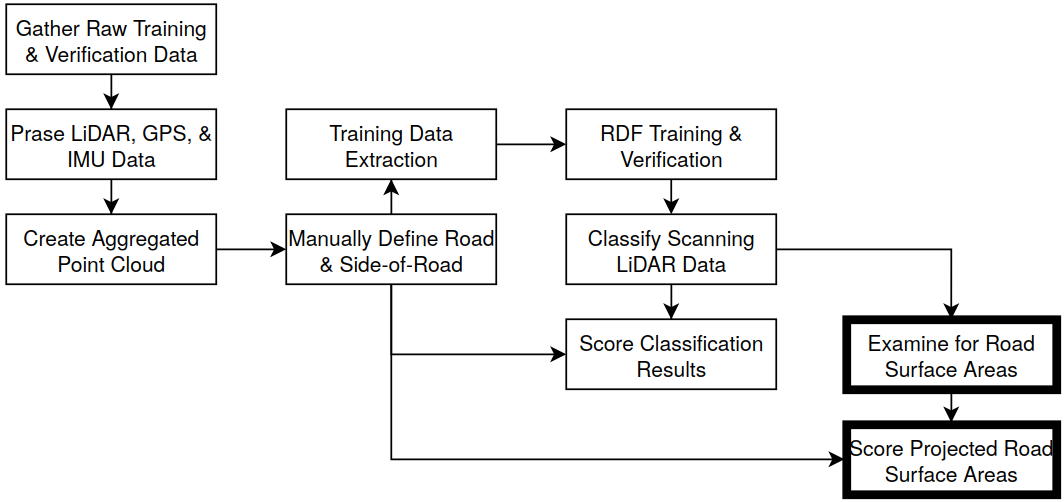 Gather Raw Training
& Verification Data
Prase LiDAR, GPS, &
IMU Data
Create Aggregated
Point Cloud
Manually Define Road
& Side-of-Road
Training Data
Extraction
RDF Training &
Verification
Classify Scanning
LiDAR Data
Score Classification
Results
Examine for Road
Surface Areas
Score Projected Road
Surface Areas